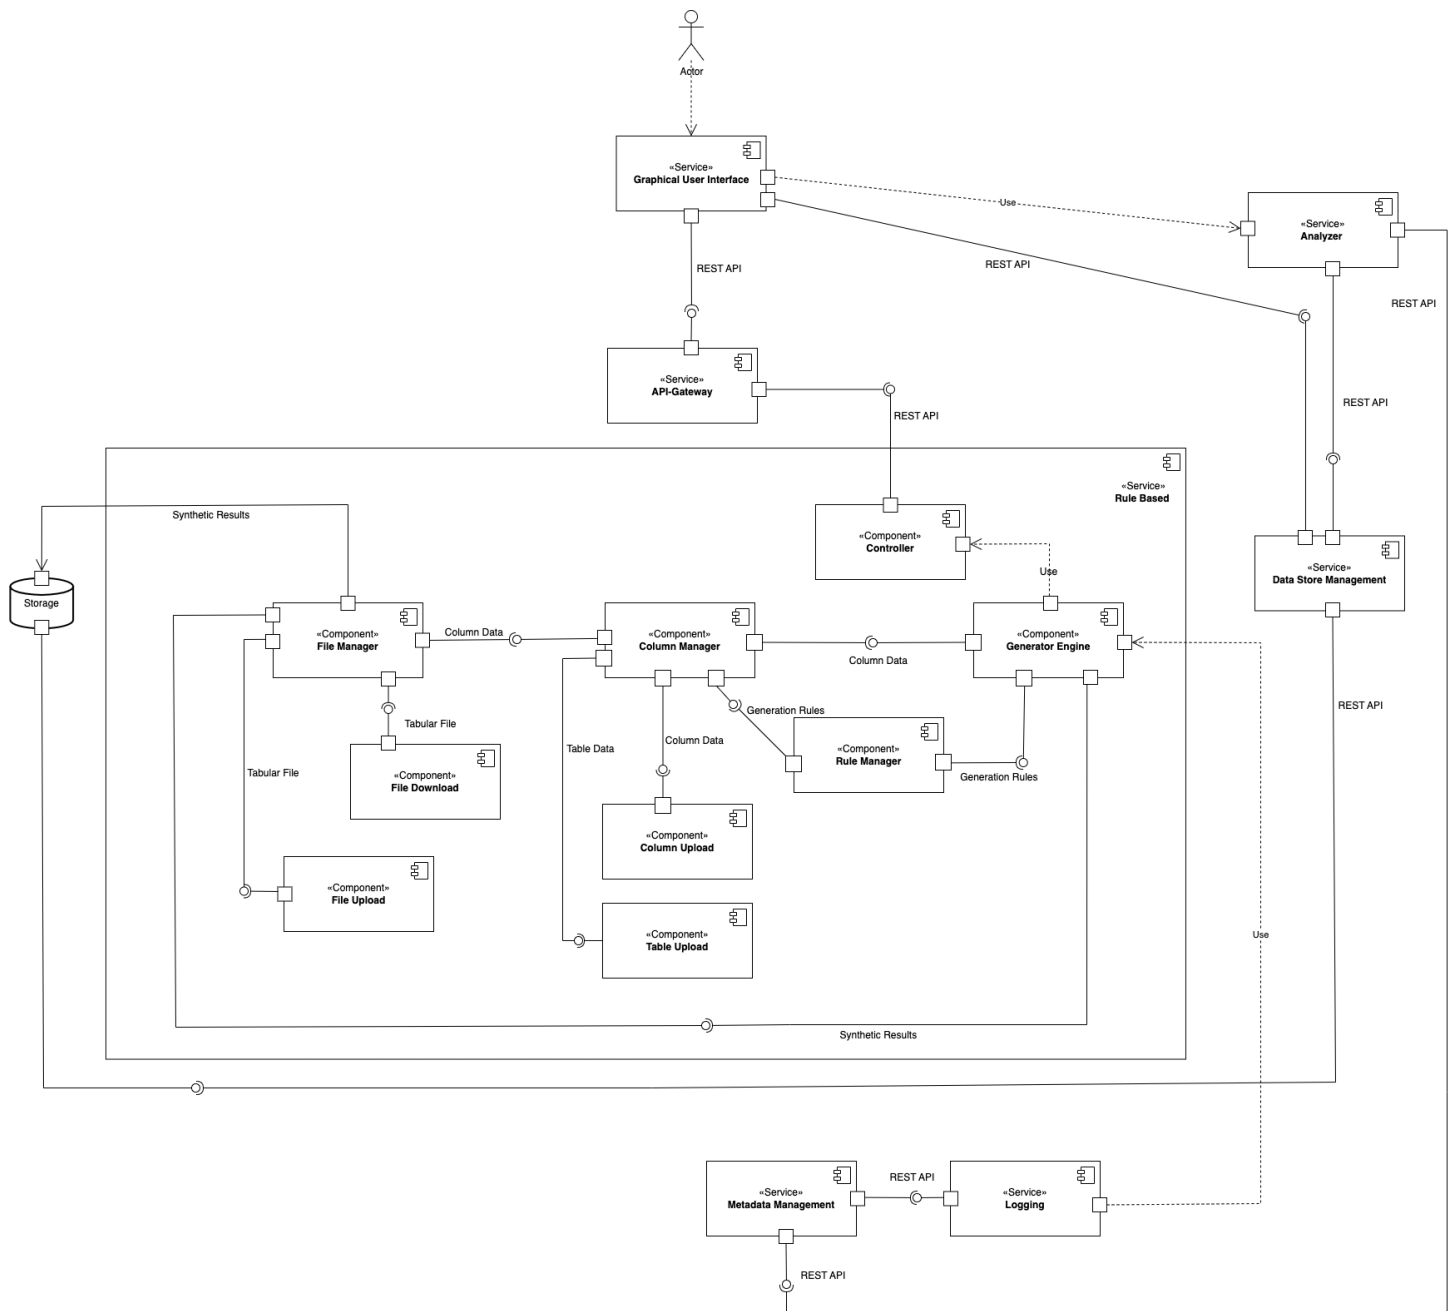 Actor
«Service»
Graphical User Interface
Use
«Service»
Analyzer
REST API
REST API
REST API
«Service»
API-Gateway
REST API
REST API
«Service»
Rule Based
Synthetic Results
«Component»
Controller
Use
«Service»
Data Store Management
Storage
«Component»
File Manager
Column Data
«Component»
Column Manager
Column Data
«Component»
Generator Engine
REST API
Tabular File
Generation Rules
Table Data
Column Data
«Component»
Rule Manager
Generation Rules
Tabular File
«Component»
File Download
«Component»
Column Upload
«Component»
File Upload
«Component»
Table Upload
Use
Synthetic Results
«Service»
Metadata Management
REST API
«Service»
Logging
REST API